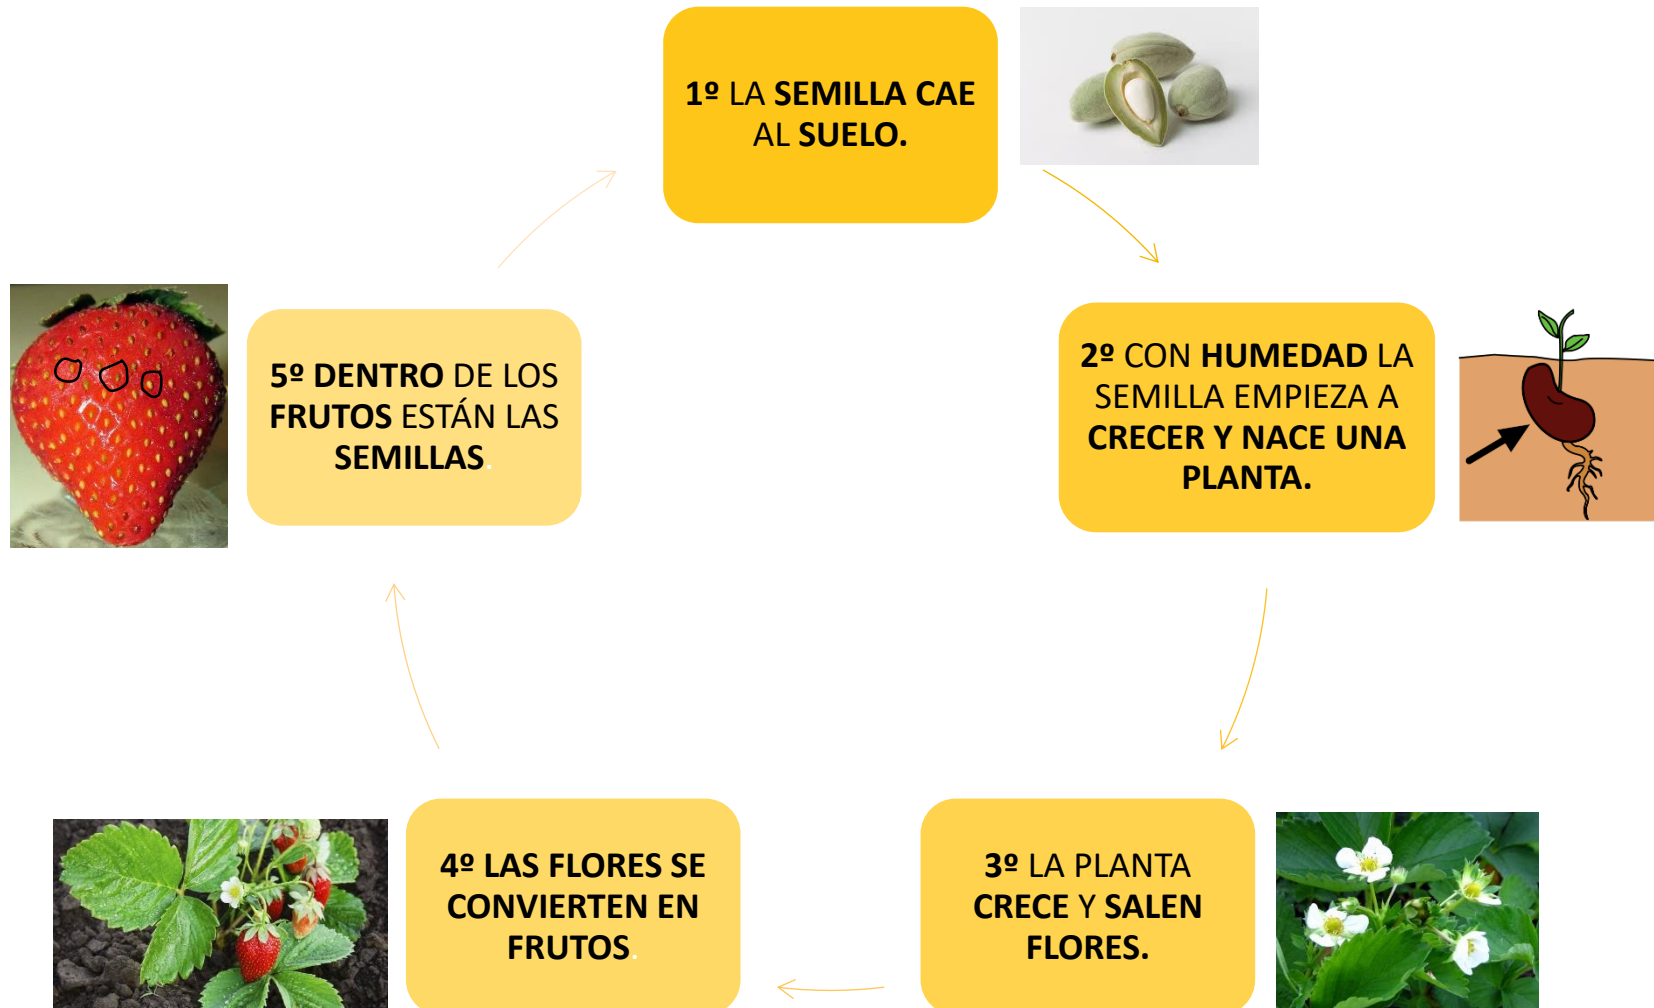 1º LA SEMILLA CAE
AL SUELO.
2º CON HUMEDAD LA
SEMILLA EMPIEZA A
CRECER Y NACE UNA
PLANTA.
3º LA PLANTA
CRECE Y SALEN
FLORES.
4º LAS FLORES SE
CONVIERTEN EN
FRUTOS.
5º DENTRO DE LOS
FRUTOS ESTÁN LAS
SEMILLAS.